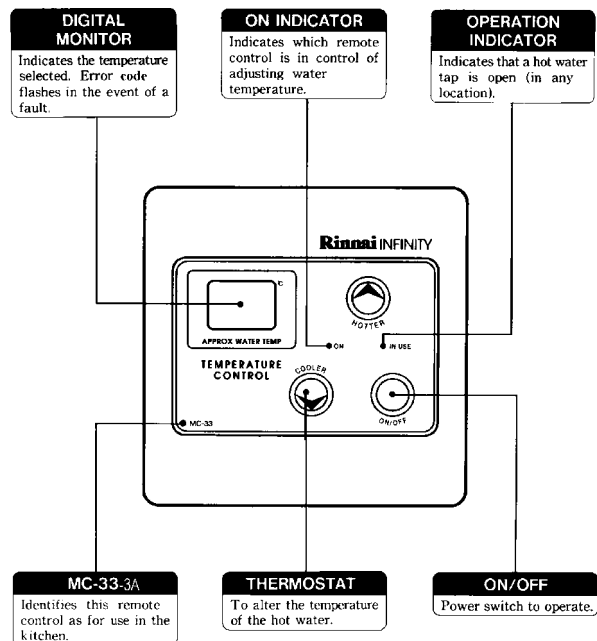 DIGITAL
MONITOR
Indicates the temperature
selected. Error code
flashes in the event of a
fault.
ON INDICATOR
Indicates which remote
control is in control of
adjusting water
temperature.
OPERATION
INDICATOR
Indicates that a hot water
tap is open (in any
location).
Rinnai INFINITY
°C
APPROX WATER TEMP
HOTTER
ON
IN USE
TEMPERATURE
CONTROL
COOLER
ON/OFF
MC-33
MC-33-3A
Identifies this remote
control as for use in the
kitchen.
THERMOSTAT
To alter the temperature
of the hot water.
ON/OFF
Power switch to operate.